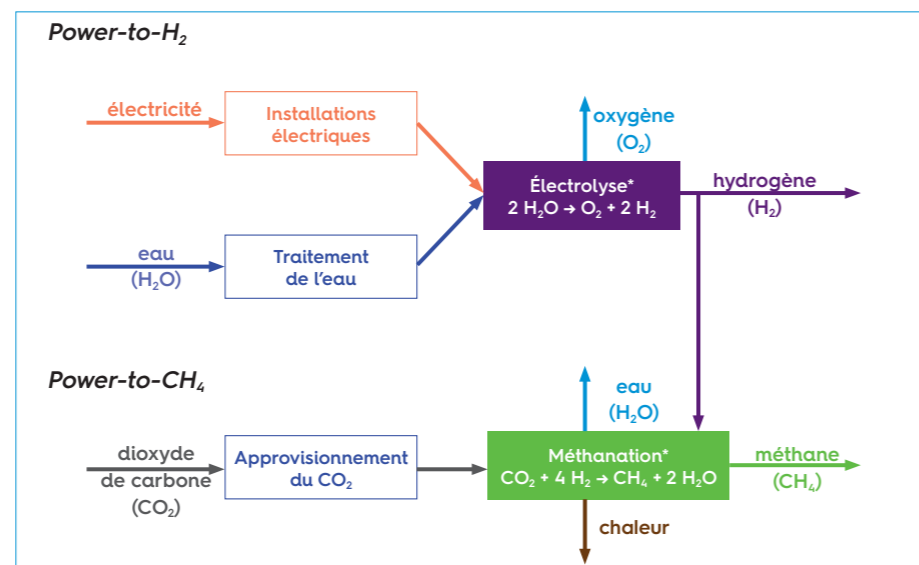 Power-to-H₂
électricité
Installations
électriques
oxygène
(O₂)
Électrolyse*
2 H₂O → O₂ + 2 H₂
hydrogène
(H₂)
eau
(H₂O)
Traitement
de l’eau
Power-to-CH₄
eau
(H₂O)
dioxyde
de carbone
(CO₂)
Approvisionnement
du CO₂
Méthanation*
CO₂ + 4 H₂ → CH₄ + 2 H₂O
méthane
(CH₄)
chaleur